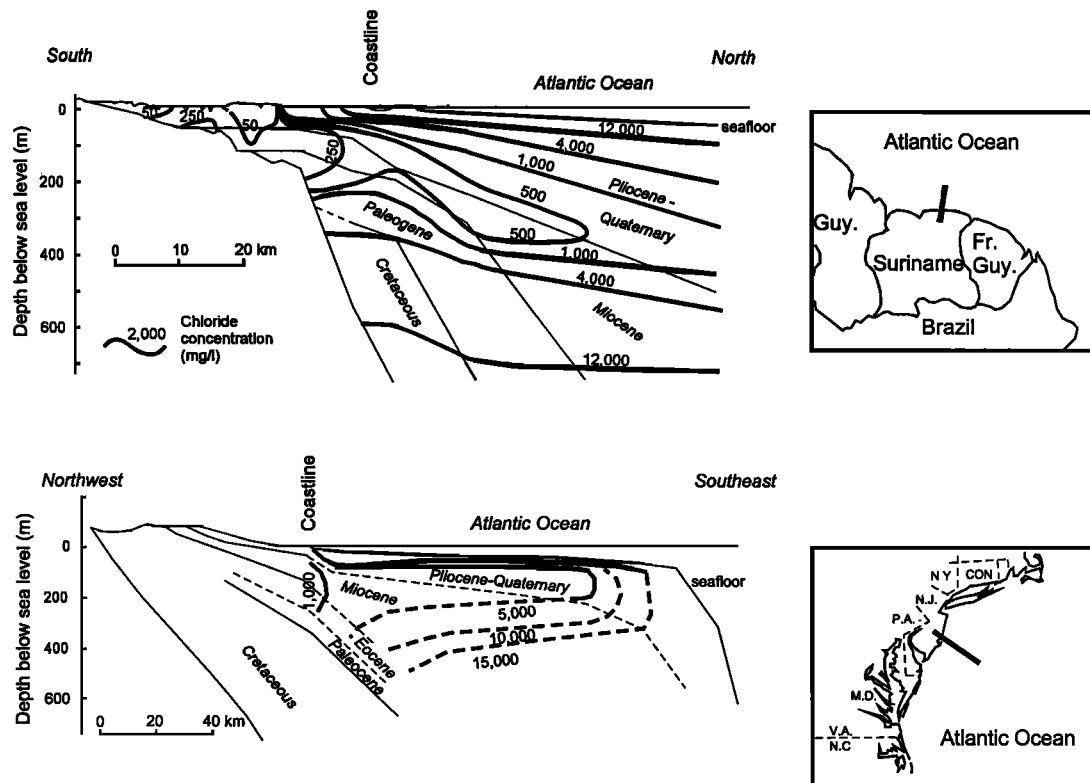 South
Coastline
Atlantic Ocean
North
Depth below sea level (m)
0
200
400
600
50
250
50
250
12,000
seafloor
4,000
1,000
Pliocene -
Quaternary
500
500
Paleogene
1,000
4,000
Cretaceous
Miocene
12,000
0 10 20 km
2,000 Chloride
concentration
(mg/l)
Atlantic Ocean
Guy.
Suriname
Fr.
Guy.
Brazil
Northwest
Coastline
Atlantic Ocean
Southeast
Depth below sea level (m)
0
200
400
600
seafloor
Pliocene-Quaternary
Miocene
1,000
5,000
10,000
15,000
Eocene
Paleocene
Cretaceous
0 20 40 km
N Y
CON
N.J.
P.A.
M.D.
V.A.
N.C
Atlantic Ocean